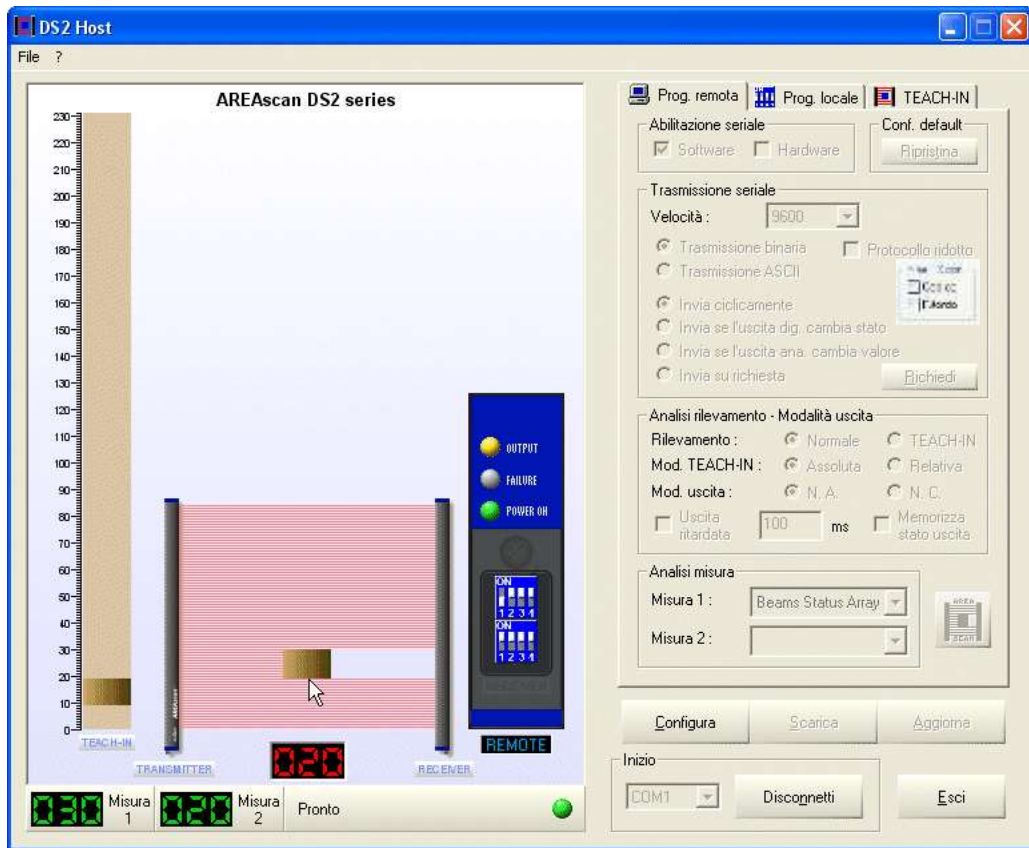 DS2 Host
File ?
AREAscan DS2 series
230
220
210
200
190
180
170
160
150
140
130
120
110
100
90
80
70
60
50
40
30
20
10
0
TEACH-IN
TRANSMITTER
020
RECEIVER
OUTPUT
FAILURE
POWER ON
ON
1 2 3 4
ON
1 2 3 4
RECEIVER
REMOTE
030 Misura 1
020 Misura 2
Pronto
Prog. remota
Prog. locale
TEACH-IN
Abilitazione seriale
Software Hardware
Conf. default
Ripristina
Trasmissione seriale
Velocità : 9600
Trasmissione binaria Protocollo ridotto
Trasmissione ASCII
Invia ciclicamente
Invia se l'uscita dig. cambia stato
Invia se l'uscita ana. cambia valore
Invia su richiesta Richiedi
Analisi rilevamento - Modalità uscita
Rilevamento : Normale TEACH-IN
Mod. TEACH-IN : Assoluta Relativa
Mod. uscita : N. A. N. C.
Uscita ritardata 100 ms Memorizza stato uscita
Analisi misura
Misura 1 : Beams Status Array
Misura 2 :
AREA
SCAN
Configura Scarica Aggiorna
Inizio
COM1 Disconnetti Esci